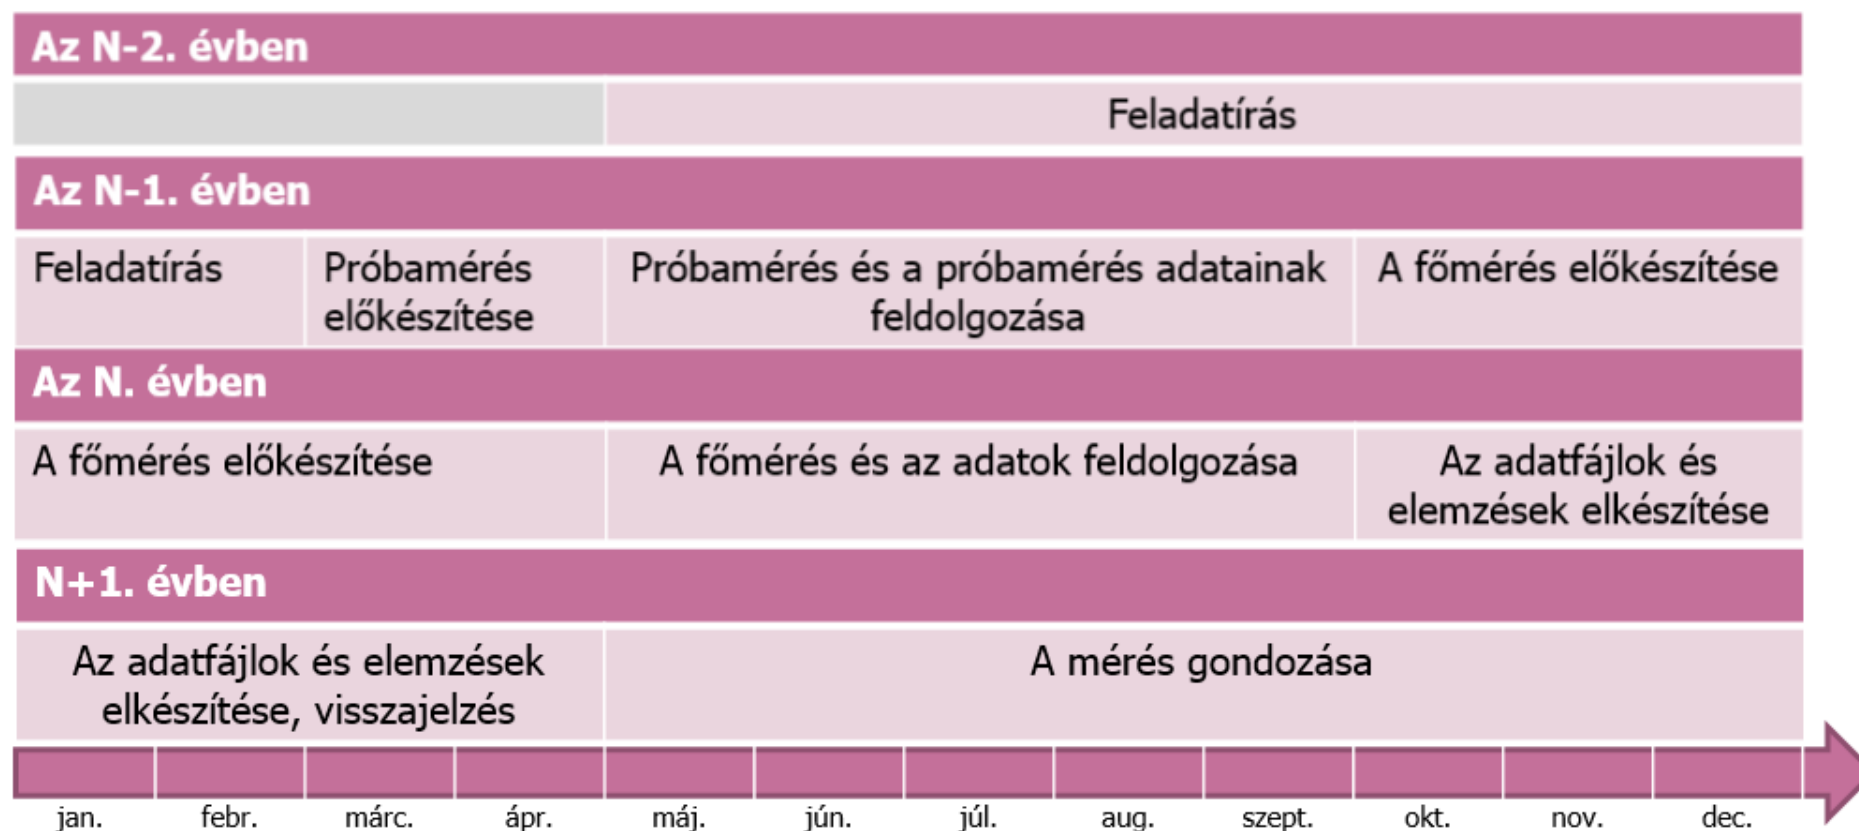 Az N-2. évben
Feladatírás
Az N-1. évben
Feladatírás
Próbamérés
előkészítése
Próbamérés és a próbamérés adatainak
feldolgozása
A főmérés előkészítése
Az N. évben
A főmérés előkészítése
A főmérés és az adatok feldolgozása
Az adatfájlok és
elemzések elkészítése
N+1. évben
Az adatfájlok és elemzések
elkészítése, visszajelzés
A mérés gondozása
jan. febr. márc. ápr. máj. jún. júl. aug. szept. okt. nov. dec.